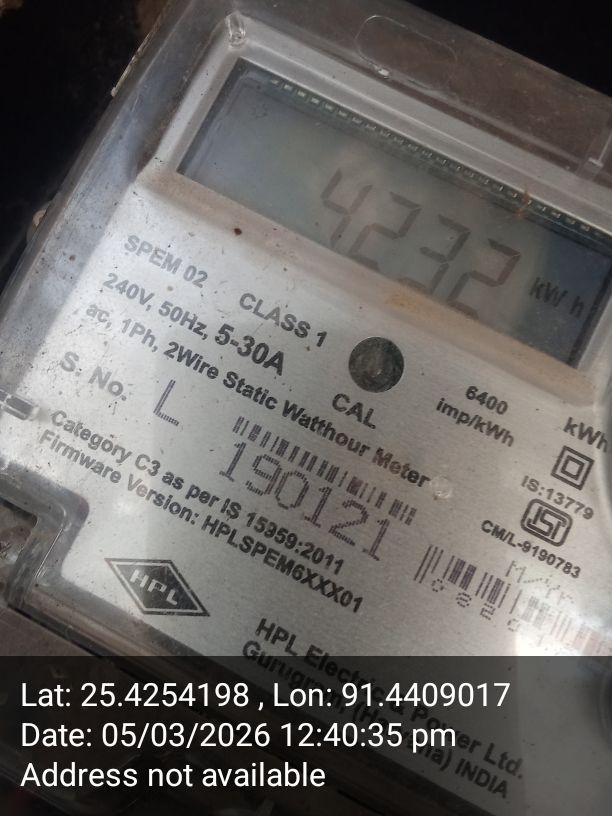 4232 kW h
SPEM 02 CLASS 1
240V, 50Hz, 5-30A
ac, 1Ph, 2Wire Static Watthour Meter
CAL
6400
imp/kWh
kWh
S. No. L 190121
IS:13779
CM/L-9190783
Category C3 as per IS 15959:2011
Firmware Version: HPLSPEM6XXX01
HPL
HPL Electric & Power Ltd.
Gurugram (Haryana) INDIA
Lat: 25.4254198 , Lon: 91.4409017
Date: 05/03/2026 12:40:35 pm
Address not available